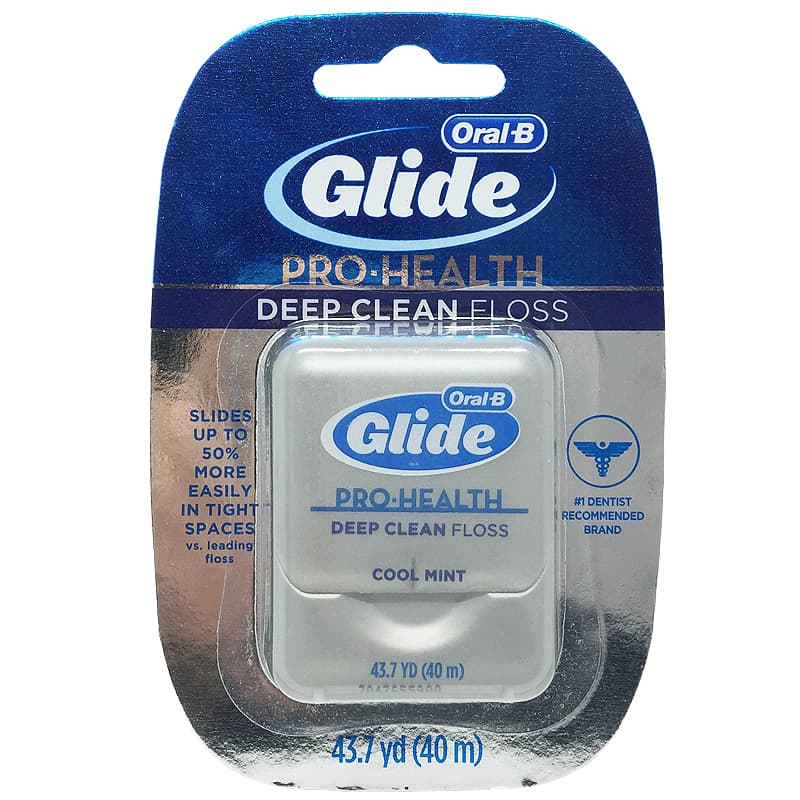 Oral-B
Glide
PRO-HEALTH
DEEP CLEAN FLOSS
SLIDES
UP TO
50%
MORE
EASILY
IN TIGHT
SPACES
vs. leading
floss
Oral-B
Glide
PRO-HEALTH
DEEP CLEAN FLOSS
COOL MINT
43.7 YD (40 m)
#1 DENTIST
RECOMMENDED
BRAND
43.7 yd (40 m)